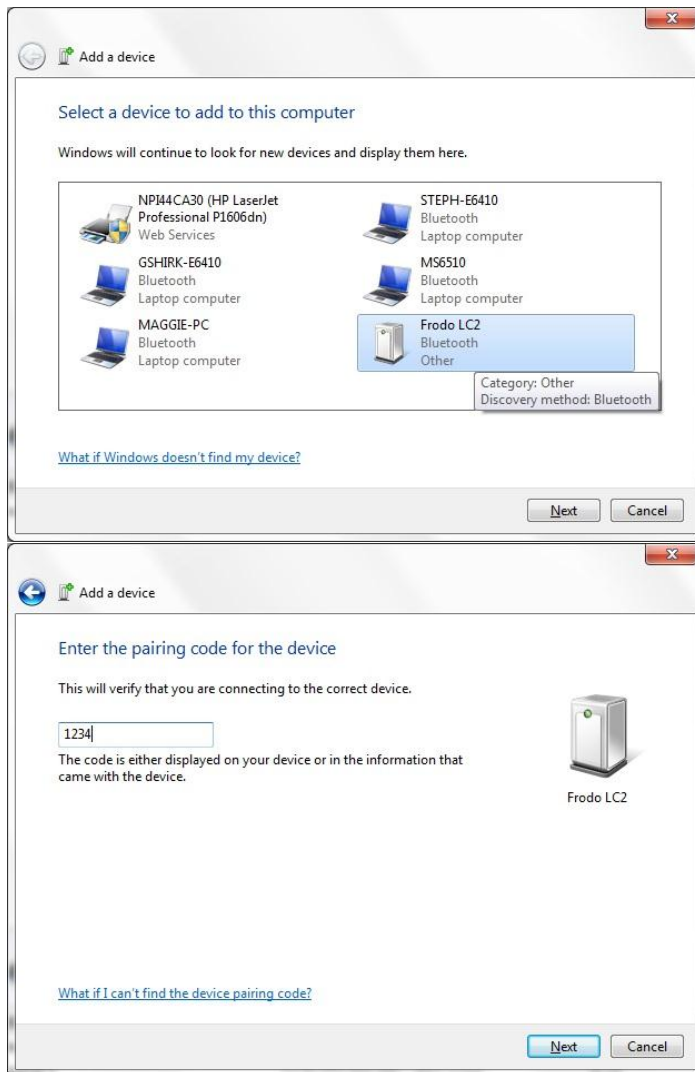 Add a device
Select a device to add to this computer
Windows will continue to look for new devices and display them here.
NPI44CA30 (HP LaserJet
Professional P1606dn)
Web Services
STEPH-E6410
Bluetooth
Laptop computer
GSHIRK-E6410
Bluetooth
Laptop computer
MS6510
Bluetooth
Laptop computer
MAGGIE-PC
Bluetooth
Laptop computer
Frodo LC2
Bluetooth
Other
Category: Other
Discovery method: Bluetooth
What if Windows doesn't find my device?
Next Cancel
Add a device
Enter the pairing code for the device
This will verify that you are connecting to the correct device.
1234
The code is either displayed on your device or in the information that
came with the device.
Frodo LC2
What if I can't find the device pairing code?
Next Cancel